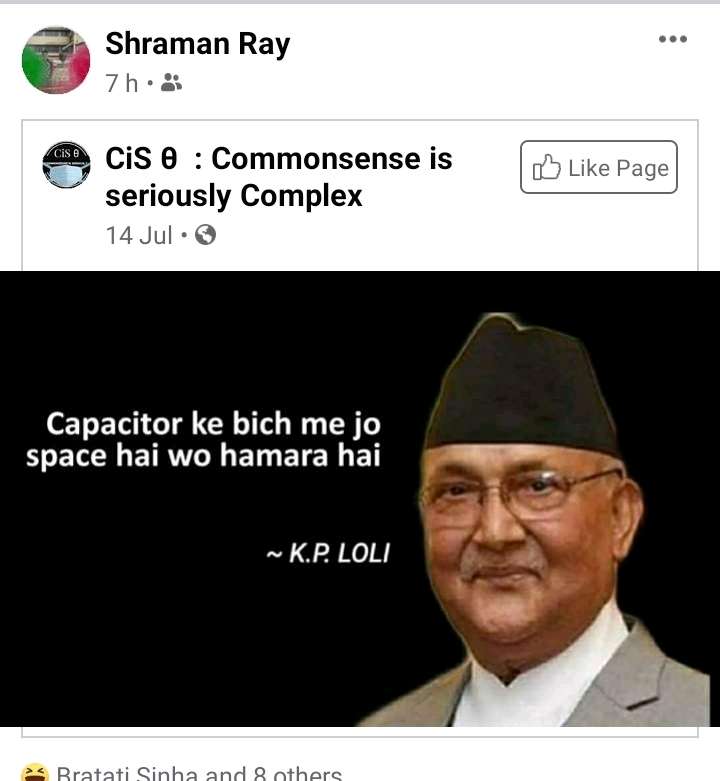 Shraman Ray
7 h •
CiS θ
CiS θ : Commonsense is
seriously Complex
Like Page
14 Jul •
Capacitor ke bich me jo
space hai wo hamara hai
~ K.P. LOLI
Bratati Sinha and 8 others